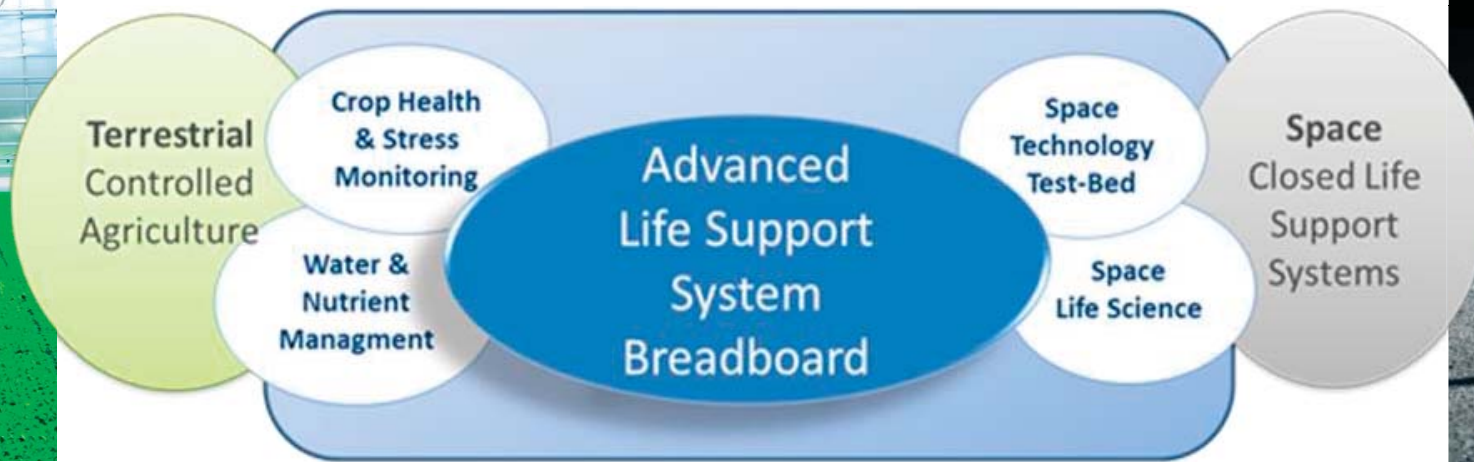 Terrestrial
Controlled
Agriculture
Crop Health
& Stress
Monitoring
Water &
Nutrient
Managment
Advanced
Life Support
System
Breadboard
Space
Technology
Test-Bed
Space
Life Science
Space
Closed Life
Support
Systems